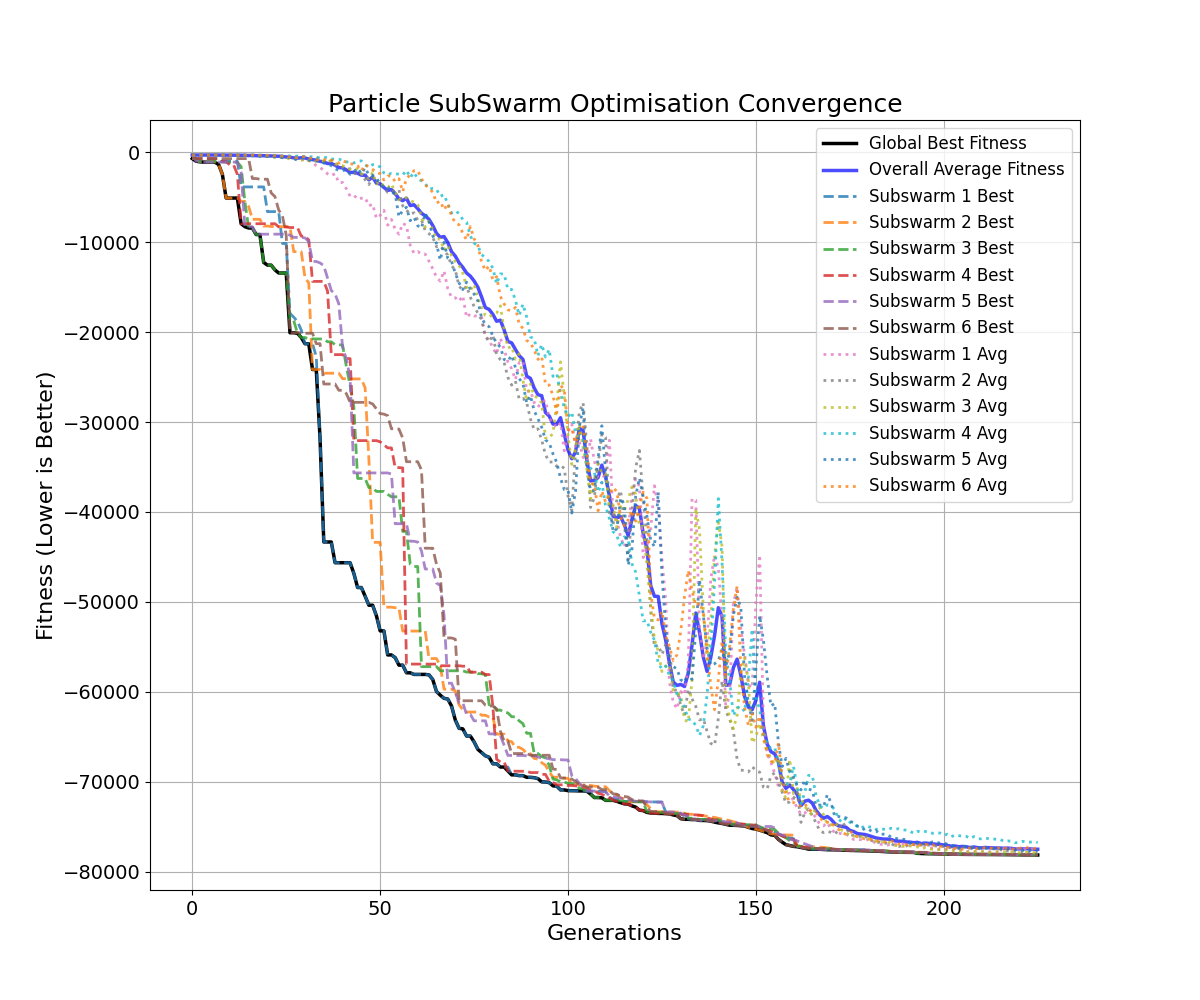 Particle SubSwarm Optimisation Convergence
Fitness (Lower is Better)
0
−10000
−20000
−30000
−40000
−50000
−60000
−70000
−80000
Global Best Fitness
Overall Average Fitness
Subswarm 1 Best
Subswarm 2 Best
Subswarm 3 Best
Subswarm 4 Best
Subswarm 5 Best
Subswarm 6 Best
Subswarm 1 Avg
Subswarm 2 Avg
Subswarm 3 Avg
Subswarm 4 Avg
Subswarm 5 Avg
Subswarm 6 Avg
0 50 100 150 200
Generations